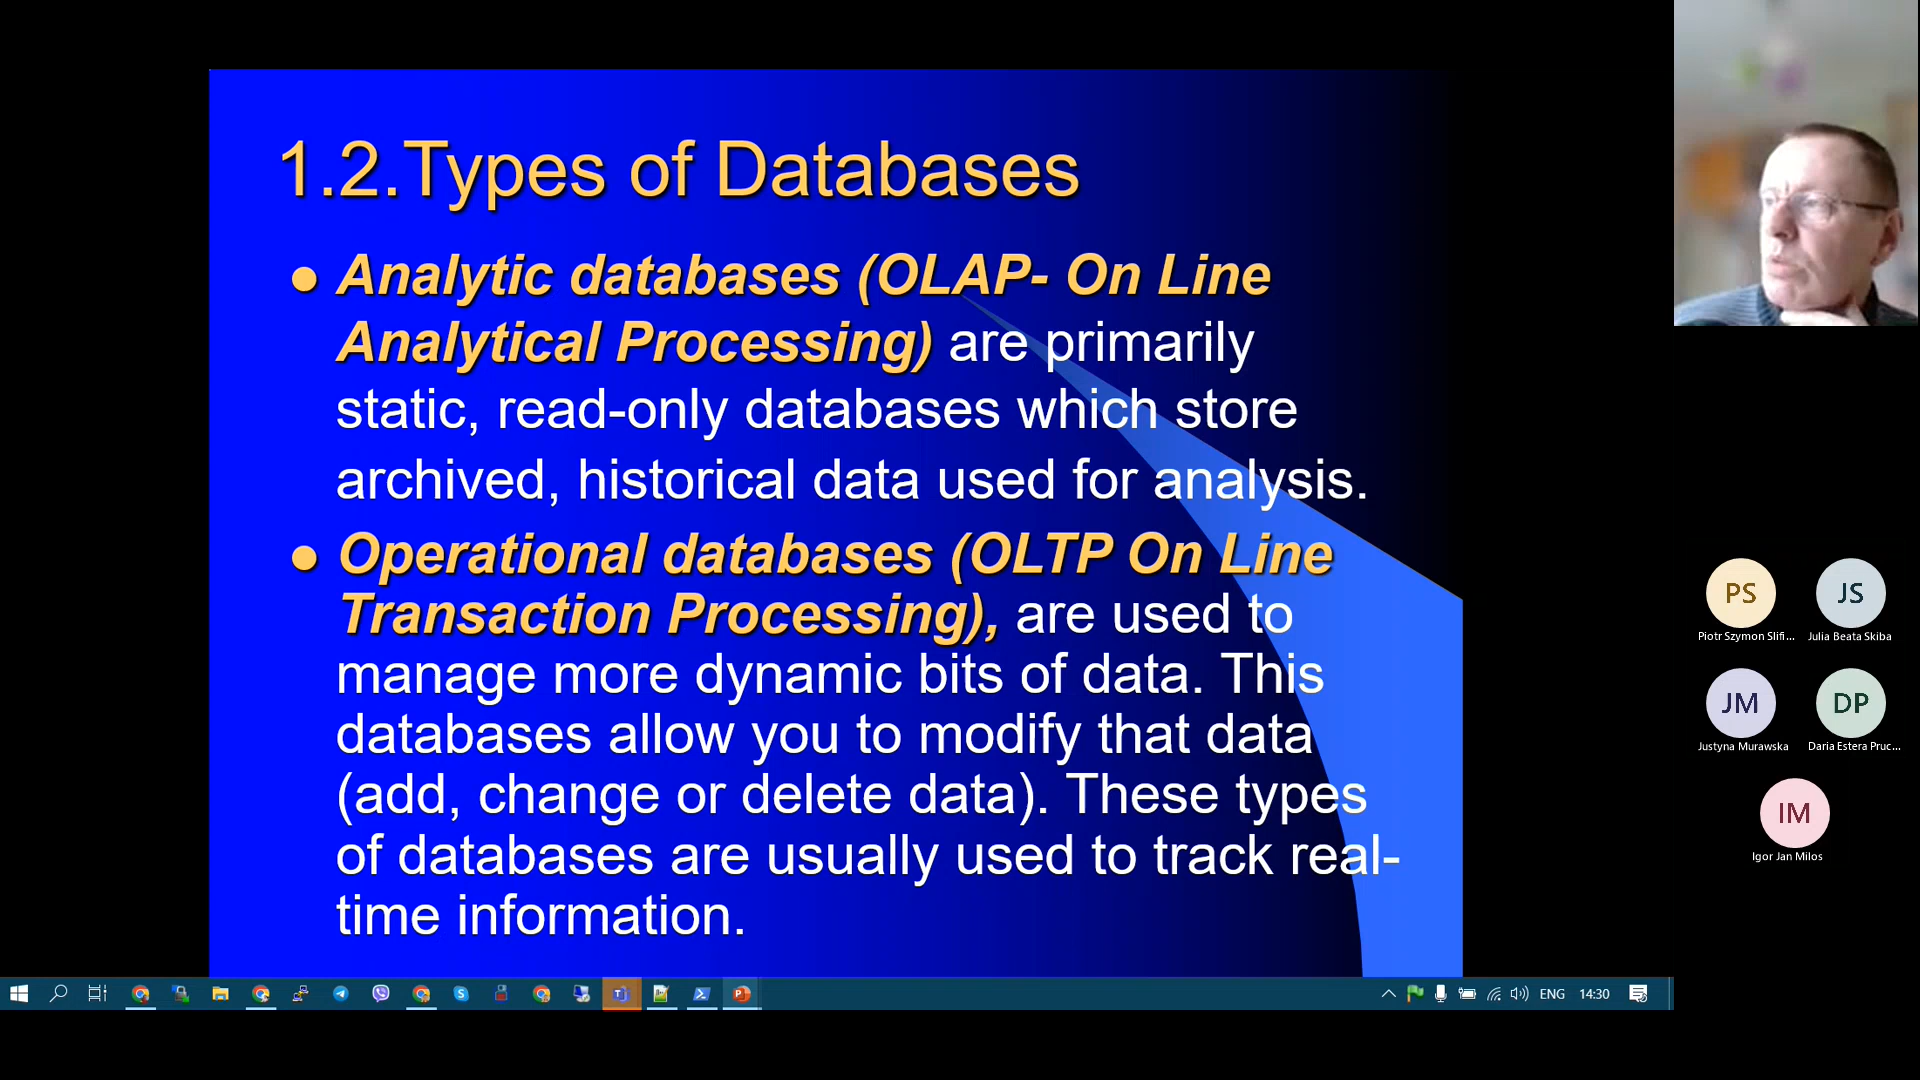 1.2.Types of Databases
● Analytic databases (OLAP- On Line
Analytical Processing) are primarily
static, read-only databases which store
archived, historical data used for analysis.
● Operational databases (OLTP On Line
Transaction Processing), are used to
manage more dynamic bits of data. This
databases allow you to modify that data
(add, change or delete data). These types
of databases are usually used to track real-
time information.
PS
Piotr Szymon Slifi...
JS
Julia Beata Skiba
JM
Justyna Murawska
DP
Daria Estera Pruc...
IM
Igor Jan Milos
ENG 14:30